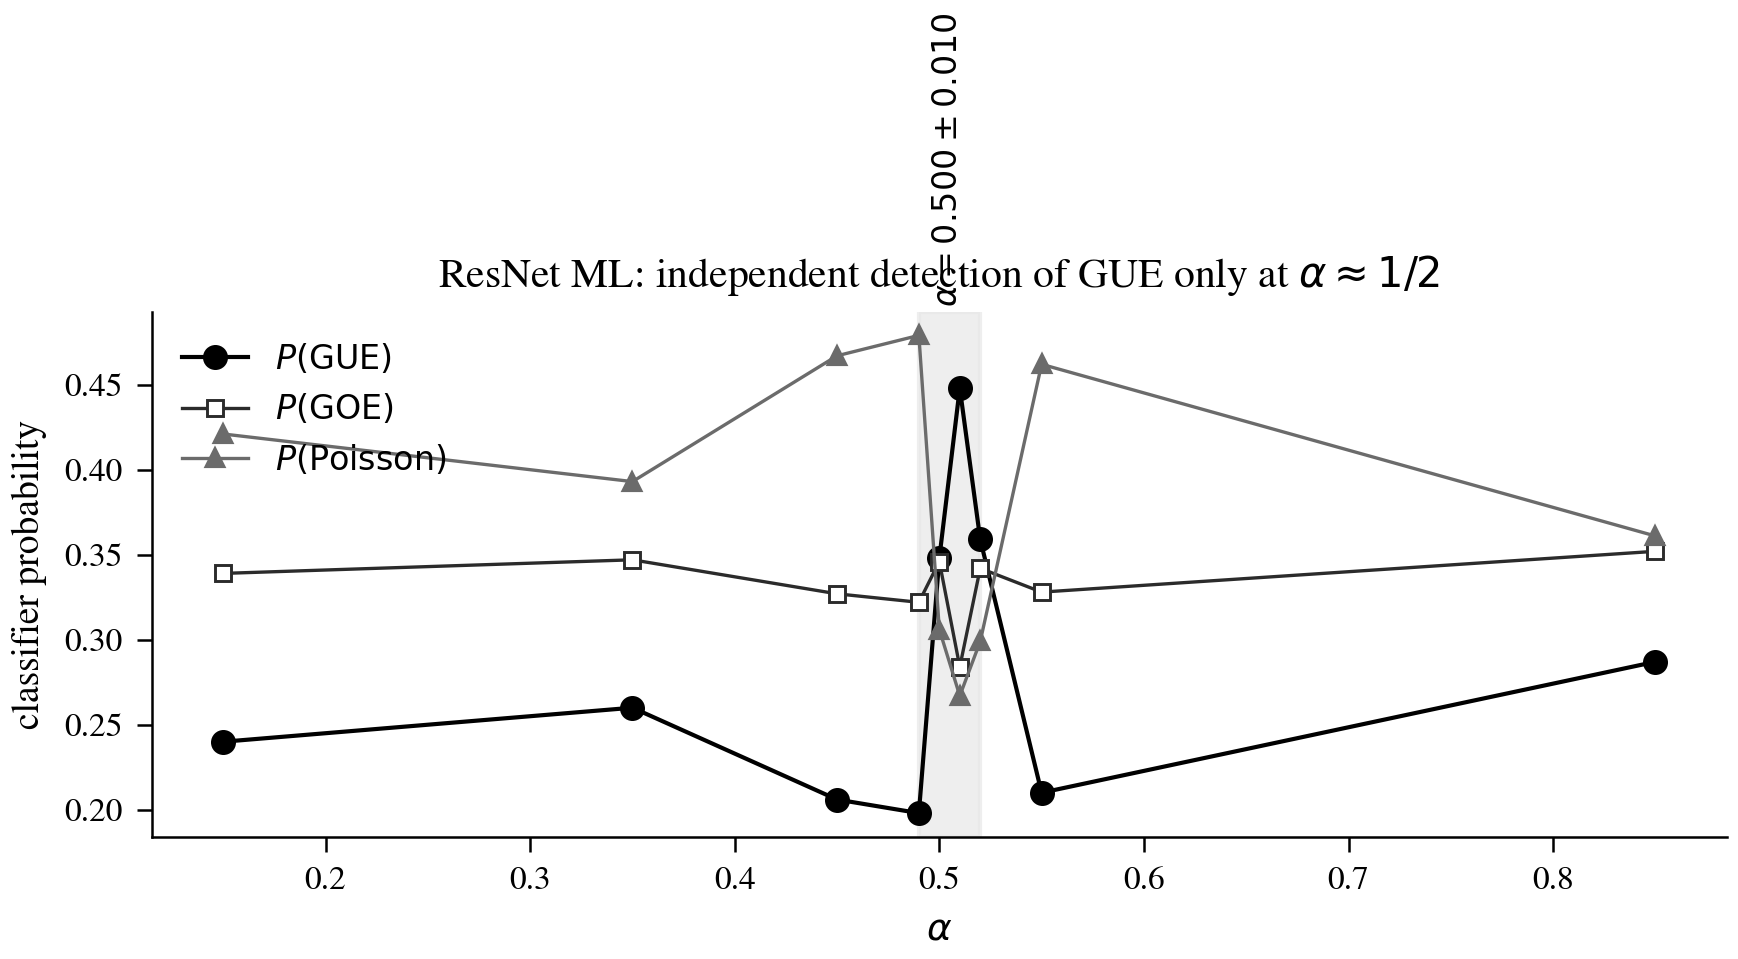 α = 0.500 ± 0.010
ResNet ML: independent detection of GUE only at α ≈ 1/2
P(GUE)
P(GOE)
P(Poisson)
classifier probability
0.45
0.40
0.35
0.30
0.25
0.20
0.2 0.3 0.4 0.5 0.6 0.7 0.8
α